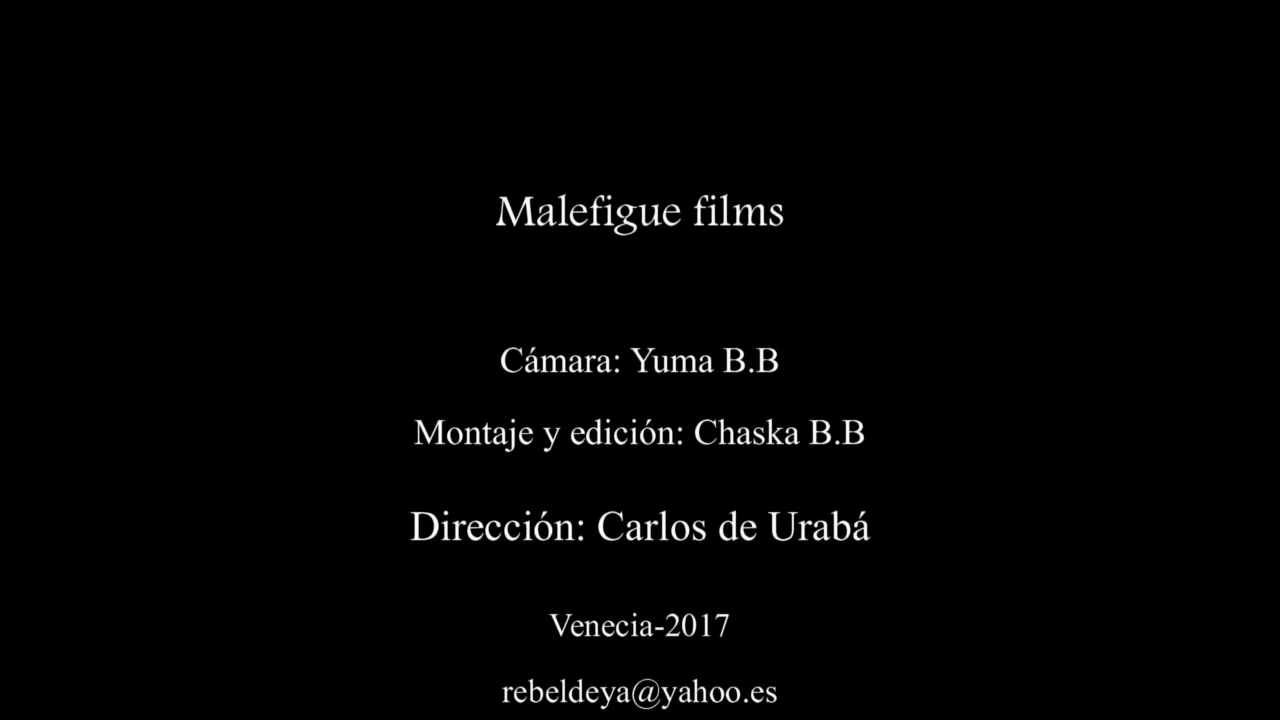 Malefigue films
Cámara: Yuma B.B
Montaje y edición: Chaska B.B
Dirección: Carlos de Urabá
Venecia-2017
rebeldeya@yahoo.es